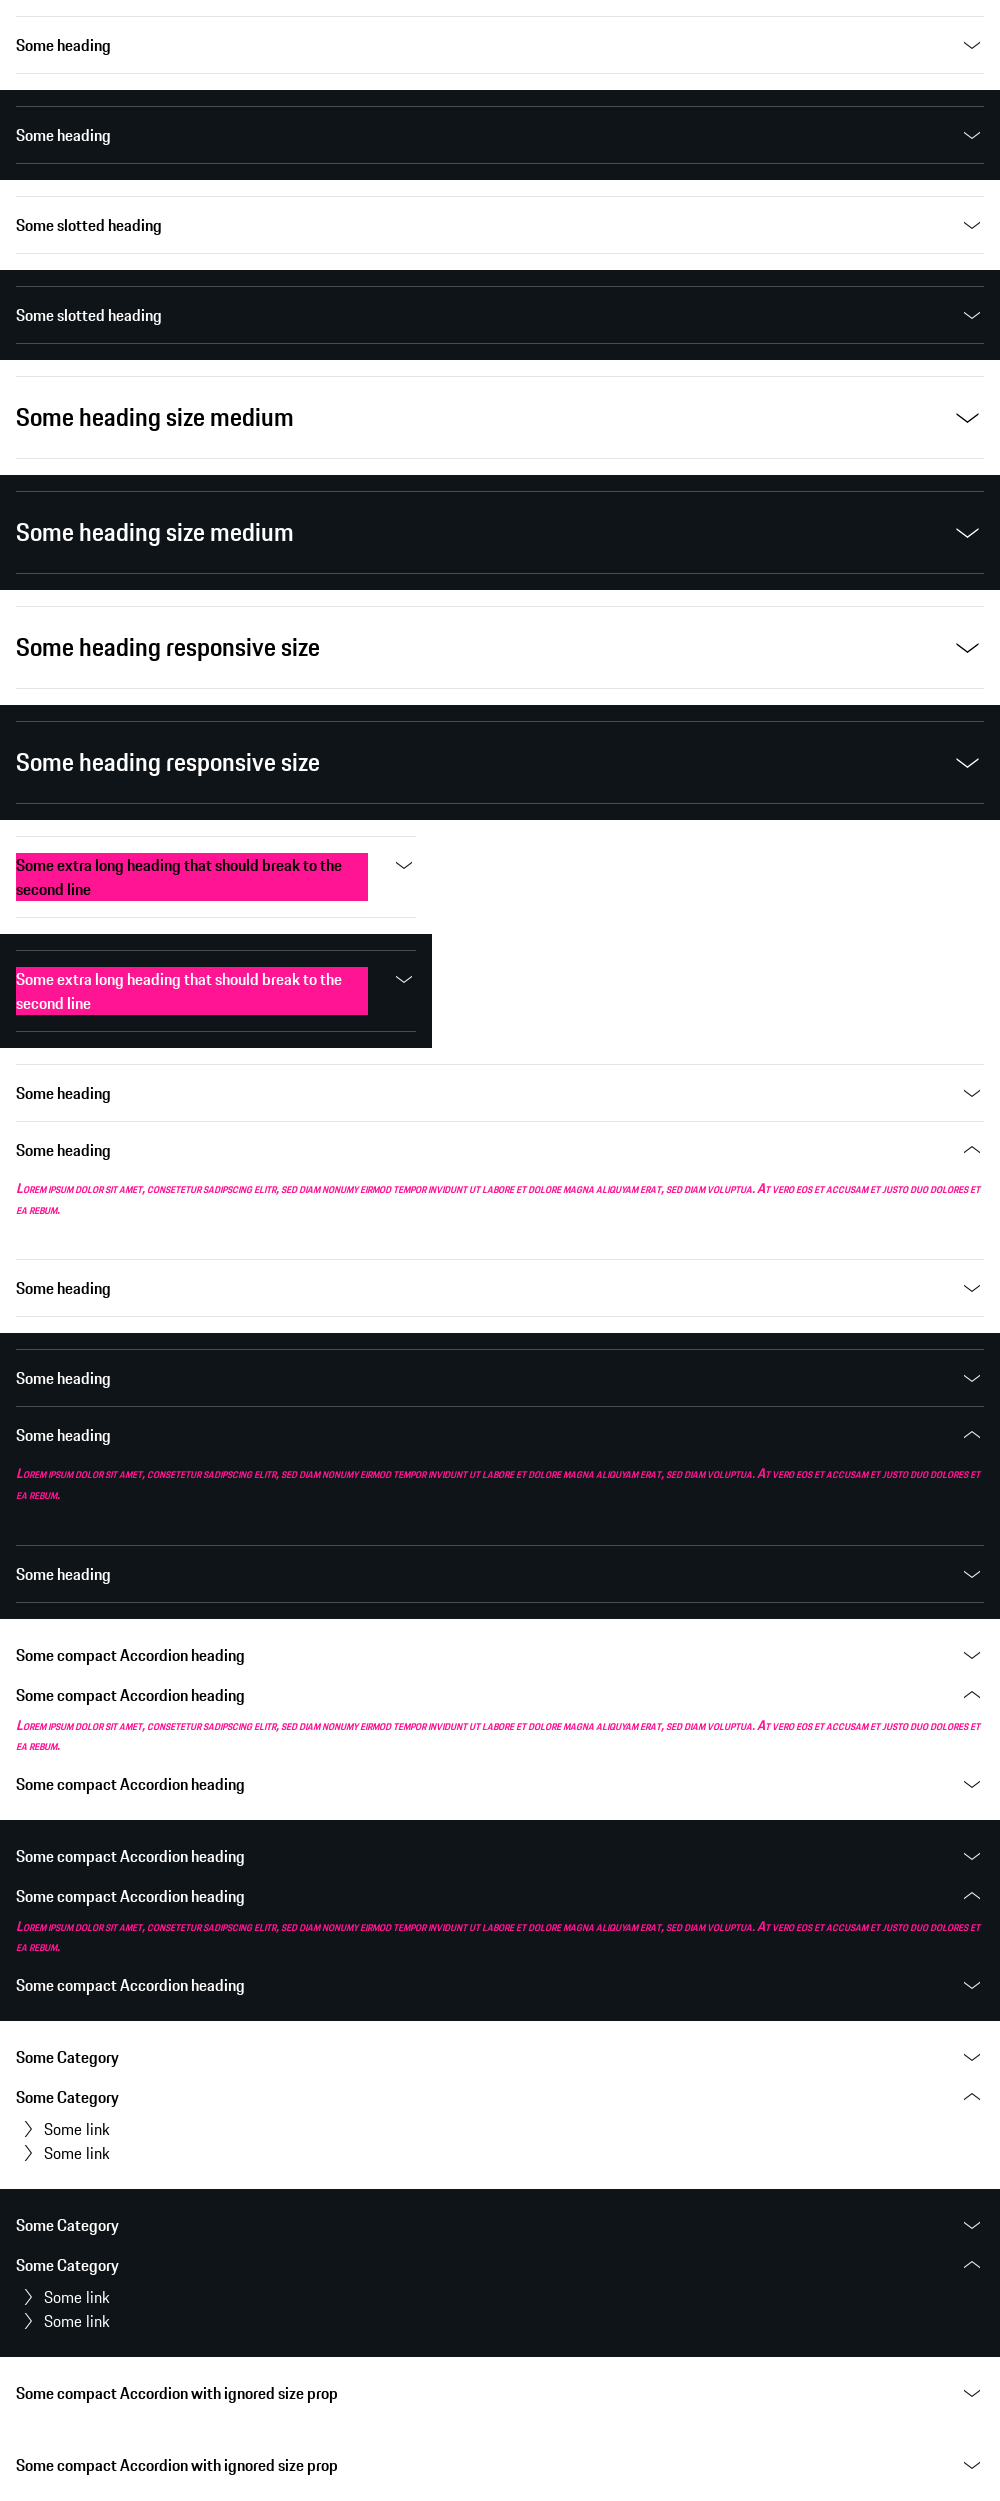 Some heading
Some heading
Some slotted heading
Some slotted heading
Some heading size medium
Some heading size medium
Some heading responsive size
Some heading responsive size
Some extra long heading that should break to the
second line
Some extra long heading that should break to the
second line
Some heading
Some heading
Lorem ipsum dolor sit amet, consetetur sadipscing elitr, sed diam nonumy eirmod tempor invidunt ut labore et dolore magna aliquyam erat, sed diam voluptua. At vero eos et accusam et justo duo dolores et
ea rebum.
Some heading
Some heading
Some heading
Lorem ipsum dolor sit amet, consetetur sadipscing elitr, sed diam nonumy eirmod tempor invidunt ut labore et dolore magna aliquyam erat, sed diam voluptua. At vero eos et accusam et justo duo dolores et
ea rebum.
Some heading
Some compact Accordion heading
Some compact Accordion heading
Lorem ipsum dolor sit amet, consetetur sadipscing elitr, sed diam nonumy eirmod tempor invidunt ut labore et dolore magna aliquyam erat, sed diam voluptua. At vero eos et accusam et justo duo dolores et
ea rebum.
Some compact Accordion heading
Some compact Accordion heading
Some compact Accordion heading
Lorem ipsum dolor sit amet, consetetur sadipscing elitr, sed diam nonumy eirmod tempor invidunt ut labore et dolore magna aliquyam erat, sed diam voluptua. At vero eos et accusam et justo duo dolores et
ea rebum.
Some compact Accordion heading
Some Category
Some Category
Some link
Some link
Some Category
Some Category
Some link
Some link
Some compact Accordion with ignored size prop
Some compact Accordion with ignored size prop